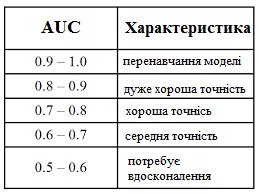 AUC Характеристика
0.9 – 1.0 перенавчання моделі
0.8 – 0.9 дуже хороша точність
0.7 – 0.8 хороша точнісь
0.6 – 0.7 середня точність
0.5 – 0.6 потребує
вдосконалення